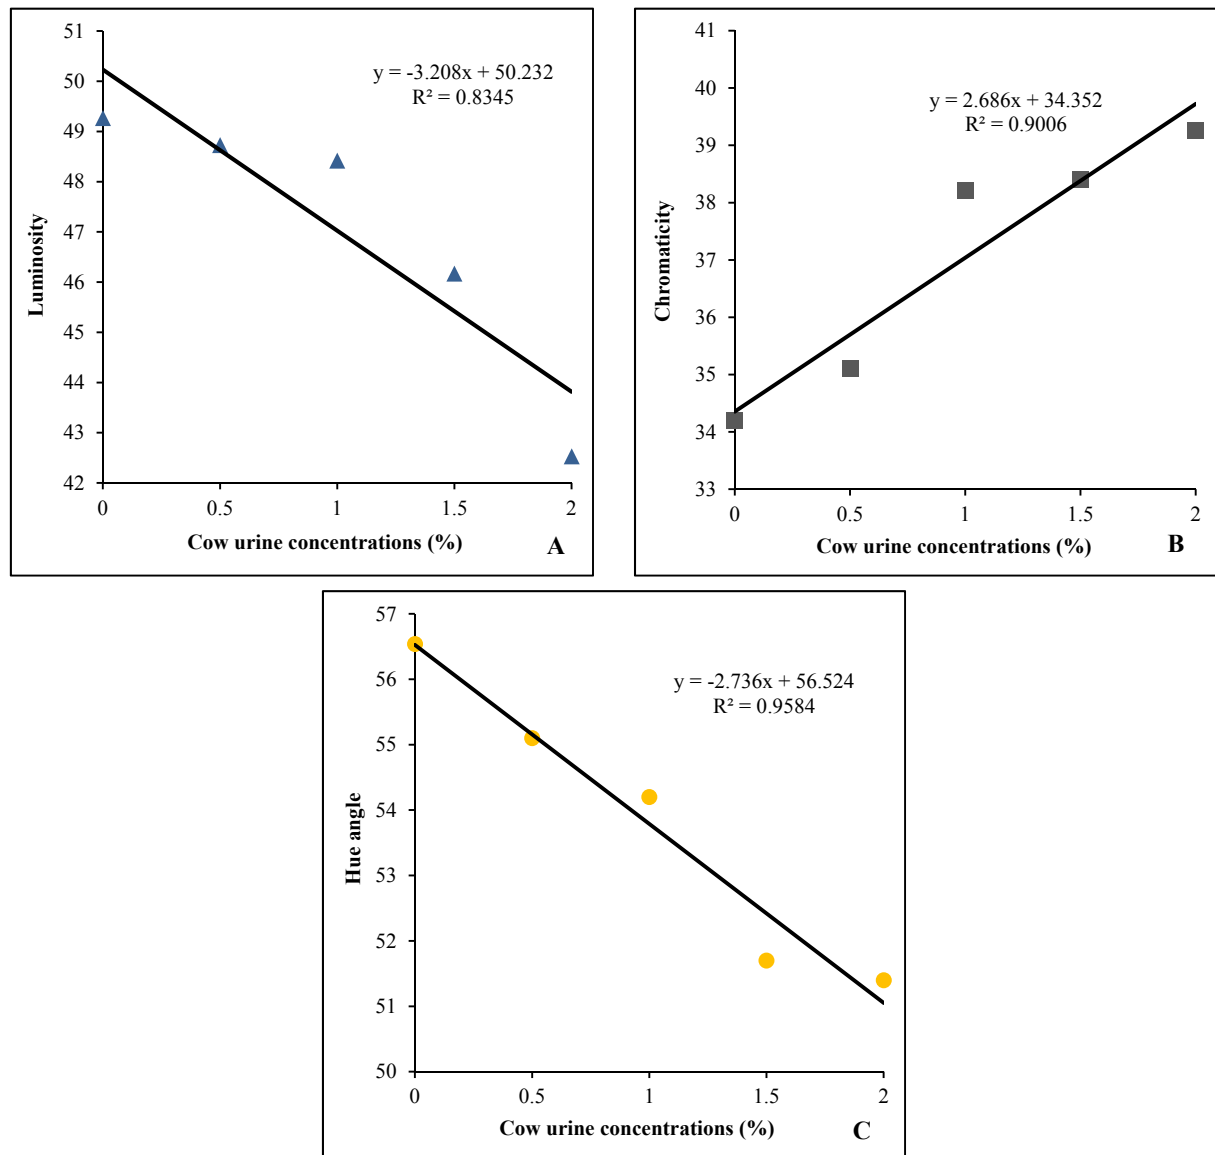 51
50
49
48
47
46
45
44
43
42
Luminosity
y = -3.208x + 50.232
R² = 0.8345
0 0.5 1 1.5 2
Cow urine concentrations (%)
A
41
40
39
38
37
36
35
34
33
Chromaticity
y = 2.686x + 34.352
R² = 0.9006
0 0.5 1 1.5 2
Cow urine concentrations (%)
B
57
56
55
54
53
52
51
50
Hue angle
y = -2.736x + 56.524
R² = 0.9584
0 0.5 1 1.5 2
Cow urine concentrations (%)
C